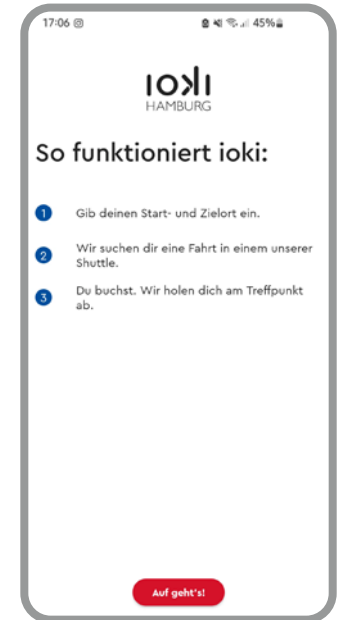 17:06
45%
ioki
HAMBURG
So funktioniert ioki:
1 Gib deinen Start- und Zielort ein.
2 Wir suchen dir eine Fahrt in einem unserer
Shuttle.
3 Du buchst. Wir holen dich am Treffpunkt
ab.
Auf geht's!